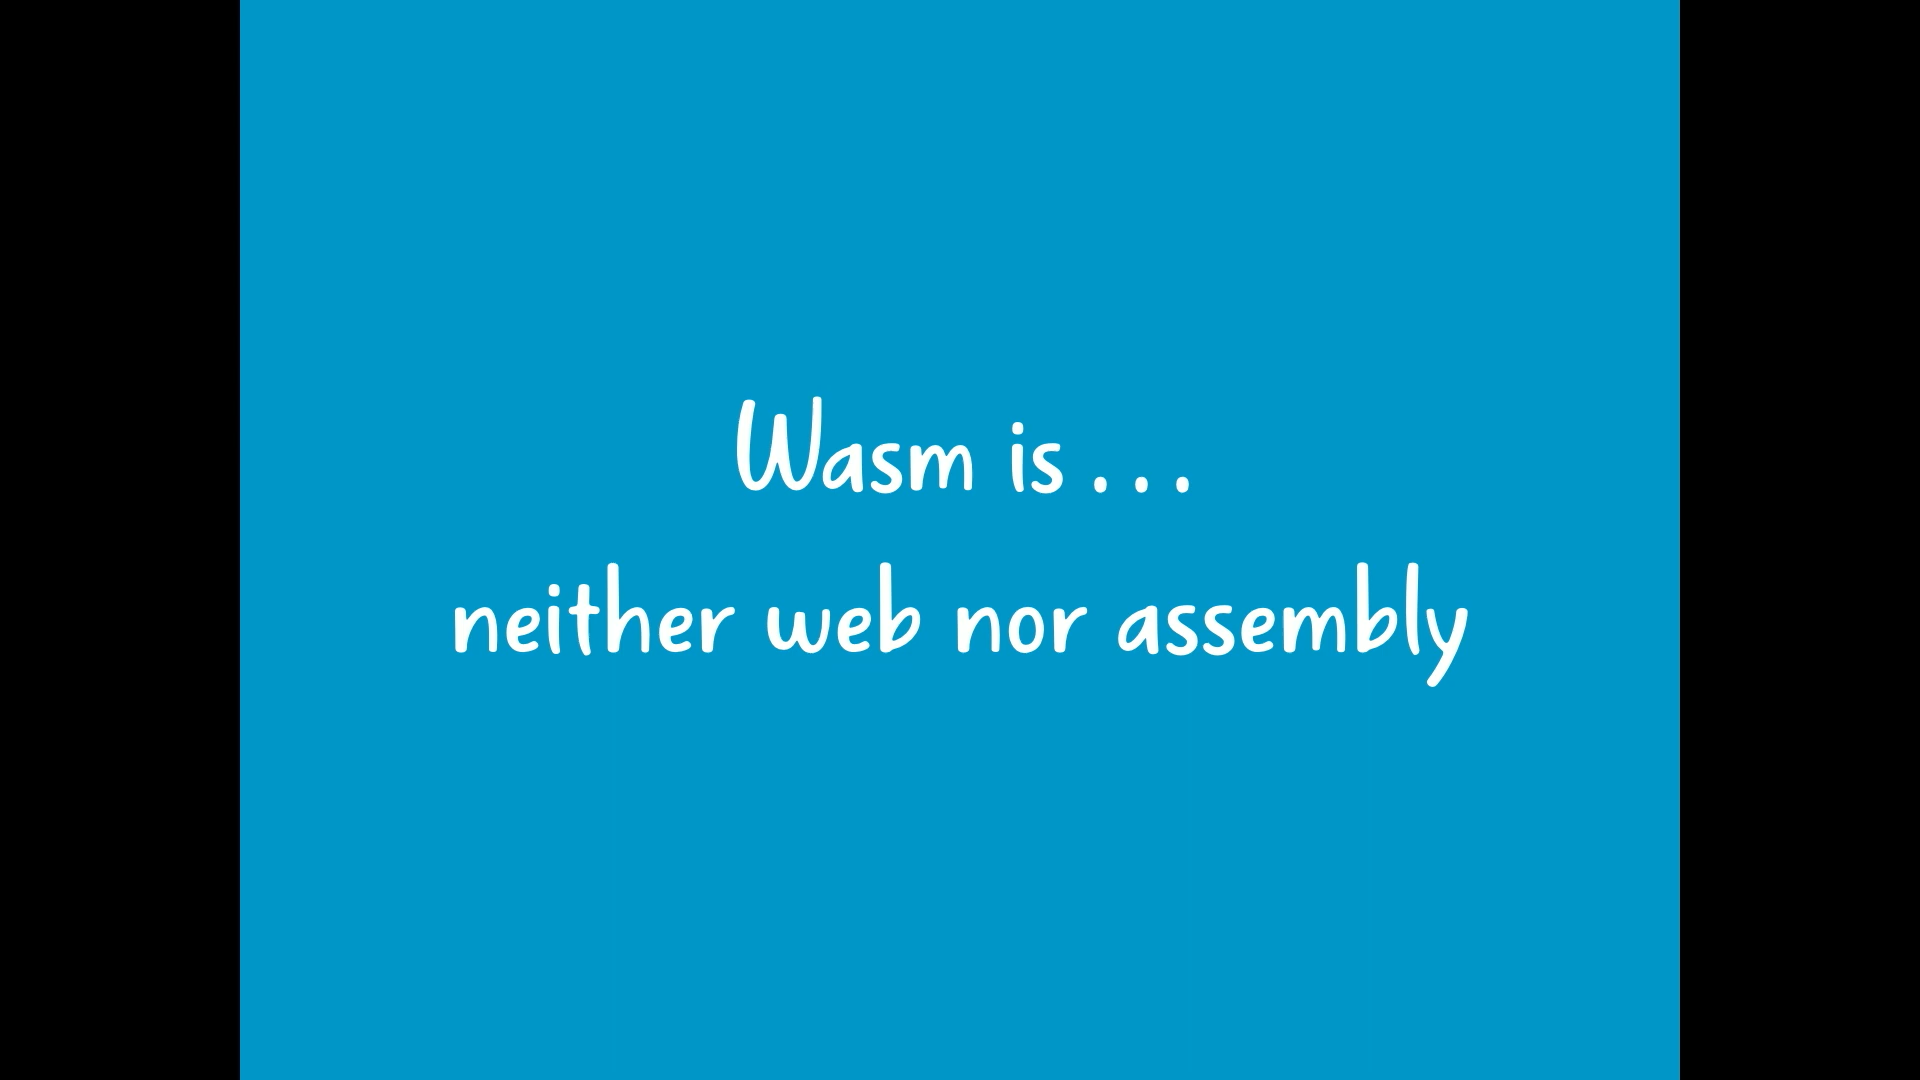 Wasm is . . .
neither web nor assembly